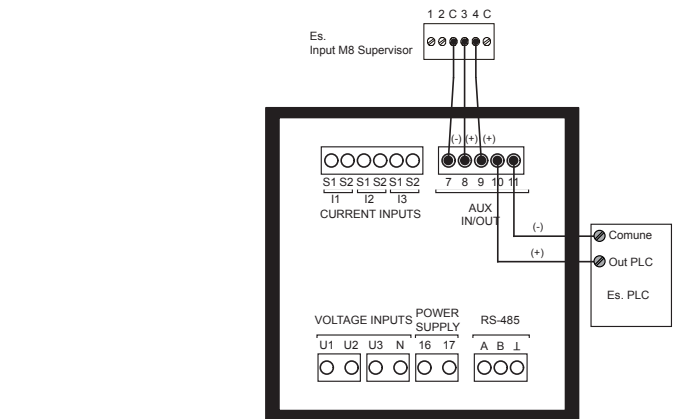 1 2 C 3 4 C
Es.
Input M8 Supervisor
(-) (+) (+)
S1 S2 S1 S2 S1 S2
7 8 9 10 11
I1 I2 I3
CURRENT INPUTS
AUX
IN/OUT
(-)
Comune
(+)
Out PLC
Es. PLC
VOLTAGE INPUTS
POWER
SUPPLY
RS-485
U1 U2 U3 N 16 17 A B ⊥